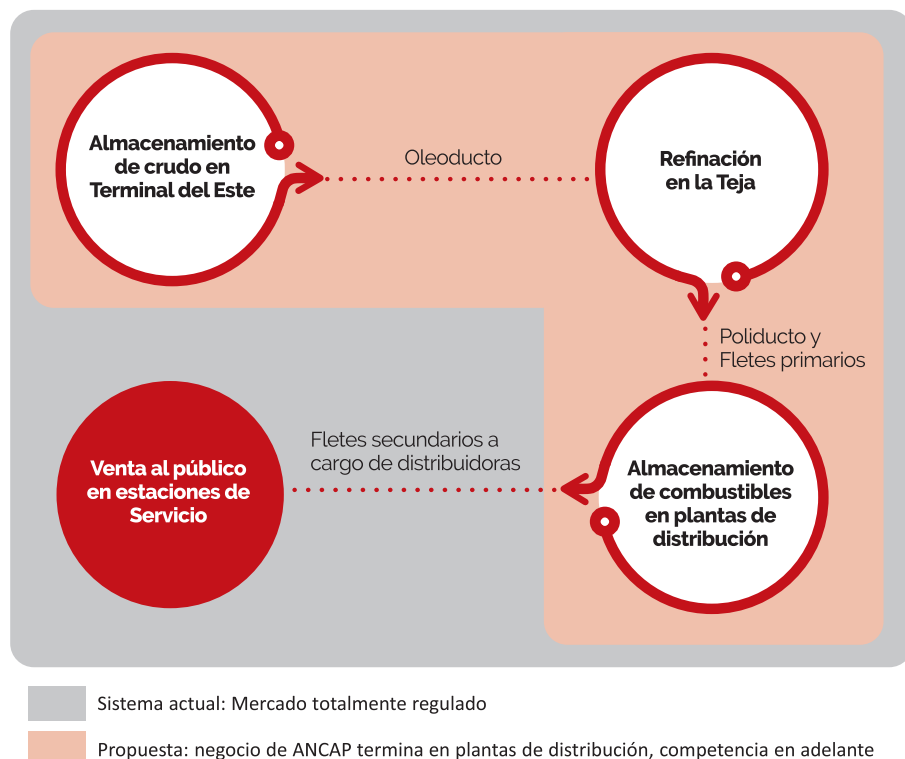 Almacenamiento
de crudo en
Terminal del Este
Oleoducto
Refinación
en la Teja
Poliducto y
Fletes primarios
Almacenamiento
de combustibles
en plantas de
distribución
Fletes secundarios a
cargo de distribuidoras
Venta al público
en estaciones de
Servicio
Sistema actual: Mercado totalmente regulado
Propuesta: negocio de ANCAP termina en plantas de distribución, competencia en adelante